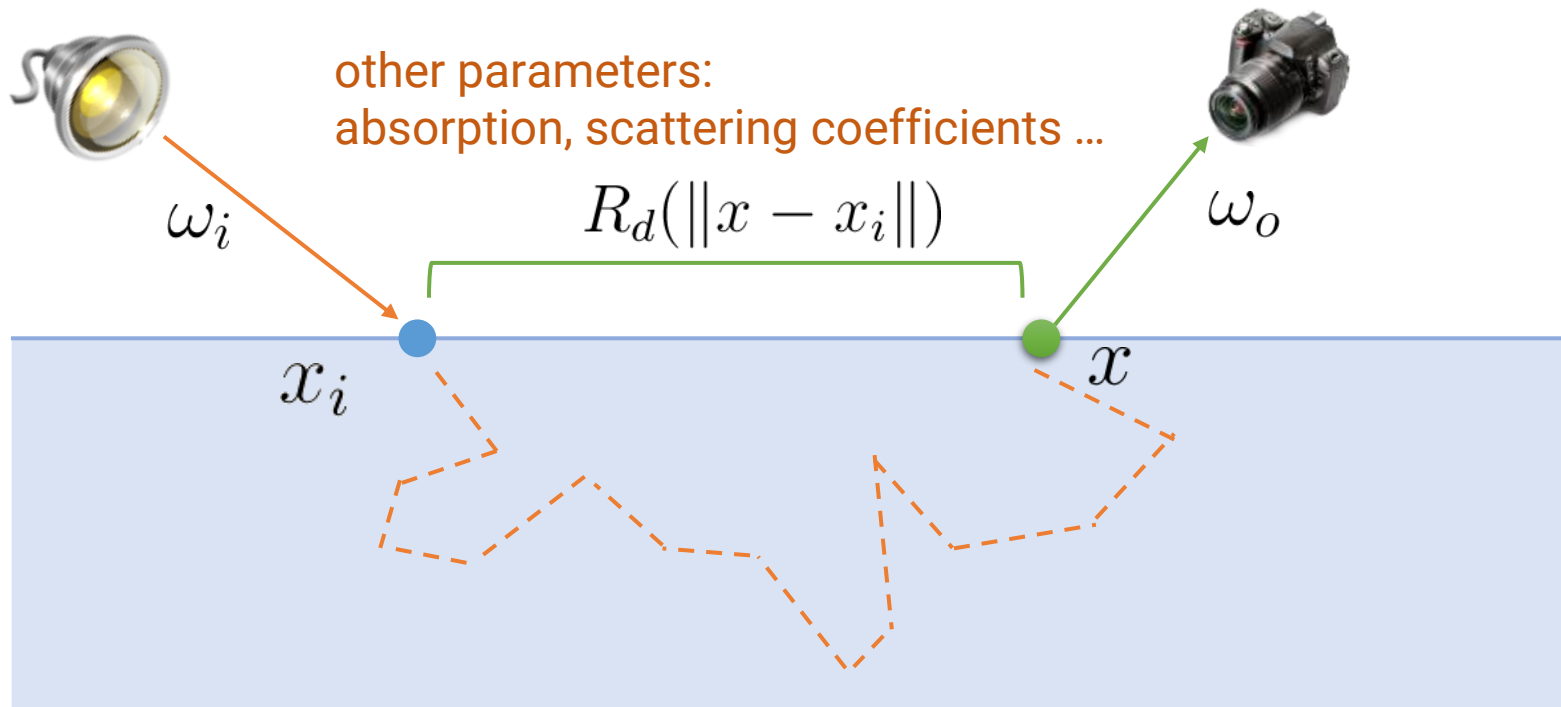 other parameters:
absorption, scattering coefficients ...
R_d(‖x − x_i‖)
ω_i
ω_o
x_i
x